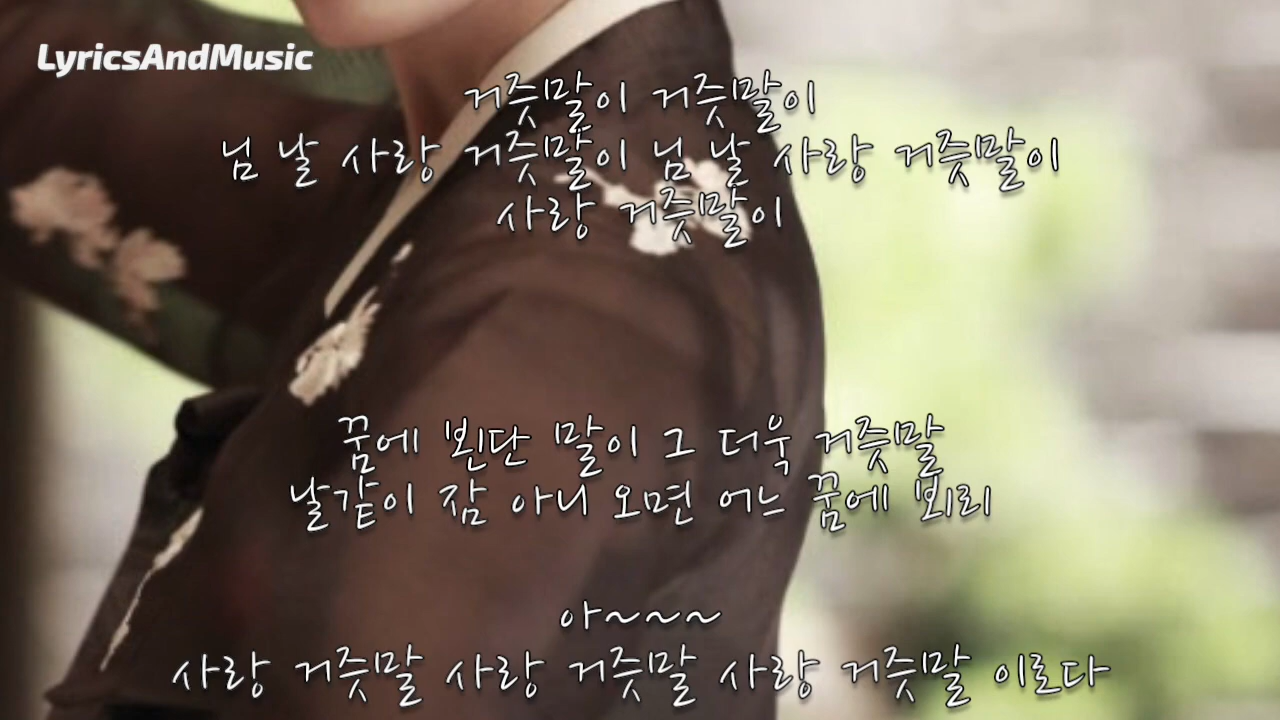 LyricsAndMusic
거즛말이 거즛말이
님 날 사랑 거즛말이 님 날 사랑 거즛말이
사랑 거즛말이
꿈에 뵌단 말이 그 더욱 거즛말
날같이 잠 아니 오면 어느 꿈에 뵈리
아~~~~
사랑 거즛말 사랑 거즛말 사랑 거즛말 이로다